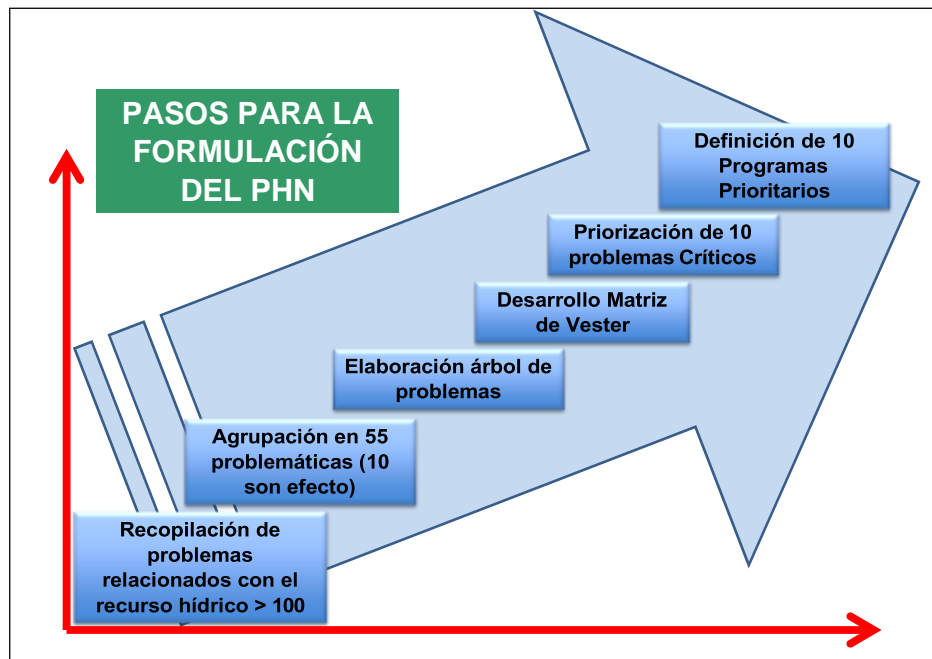 PASOS PARA LA
FORMULACIÓN
DEL PHN
Definición de 10
Programas
Prioritarios
Priorización de 10
problemas Críticos
Desarrollo Matriz
de Vester
Elaboración árbol de
problemas
Agrupación en 55
problemáticas (10
son efecto)
Recopilación de
problemas
relacionados con el
recurso hídrico > 100